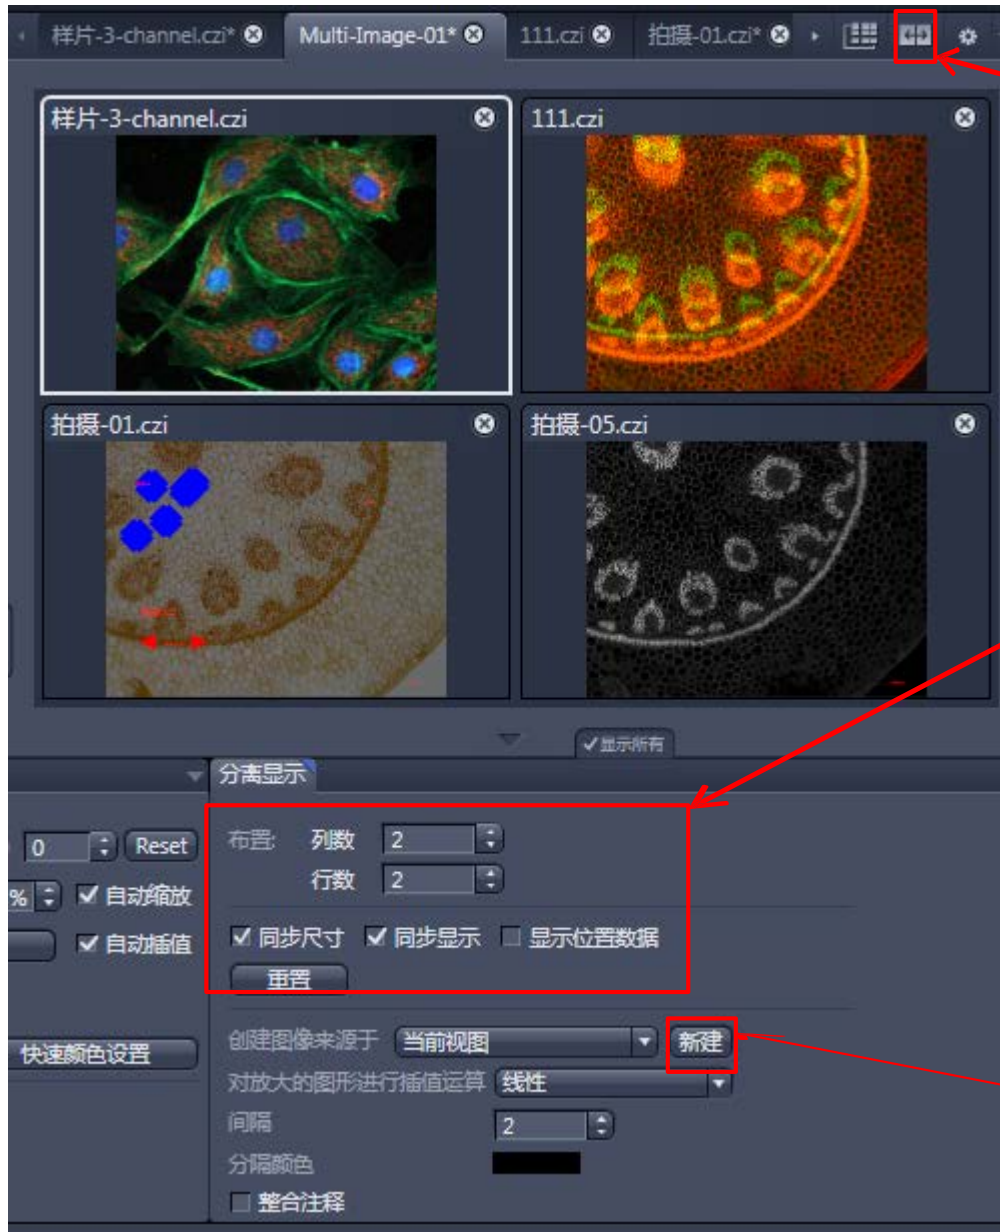 样片-3-channel.czi* Multi-Image-01* 111.czi 拍摄-01.czi*
样片-3-channel.czi 111.czi
拍摄-01.czi 拍摄-05.czi
✓显示所有
分离显示
0 Reset 布置: 列数 2
行数 2
% 自动缩放
自动插值 同步尺寸 同步显示 显示位置数据
重置
创建图像来源于 当前视图 新建
快速颜色设置
对放大的图形进行插值运算 线性
间隔 2
分隔颜色
整合注释